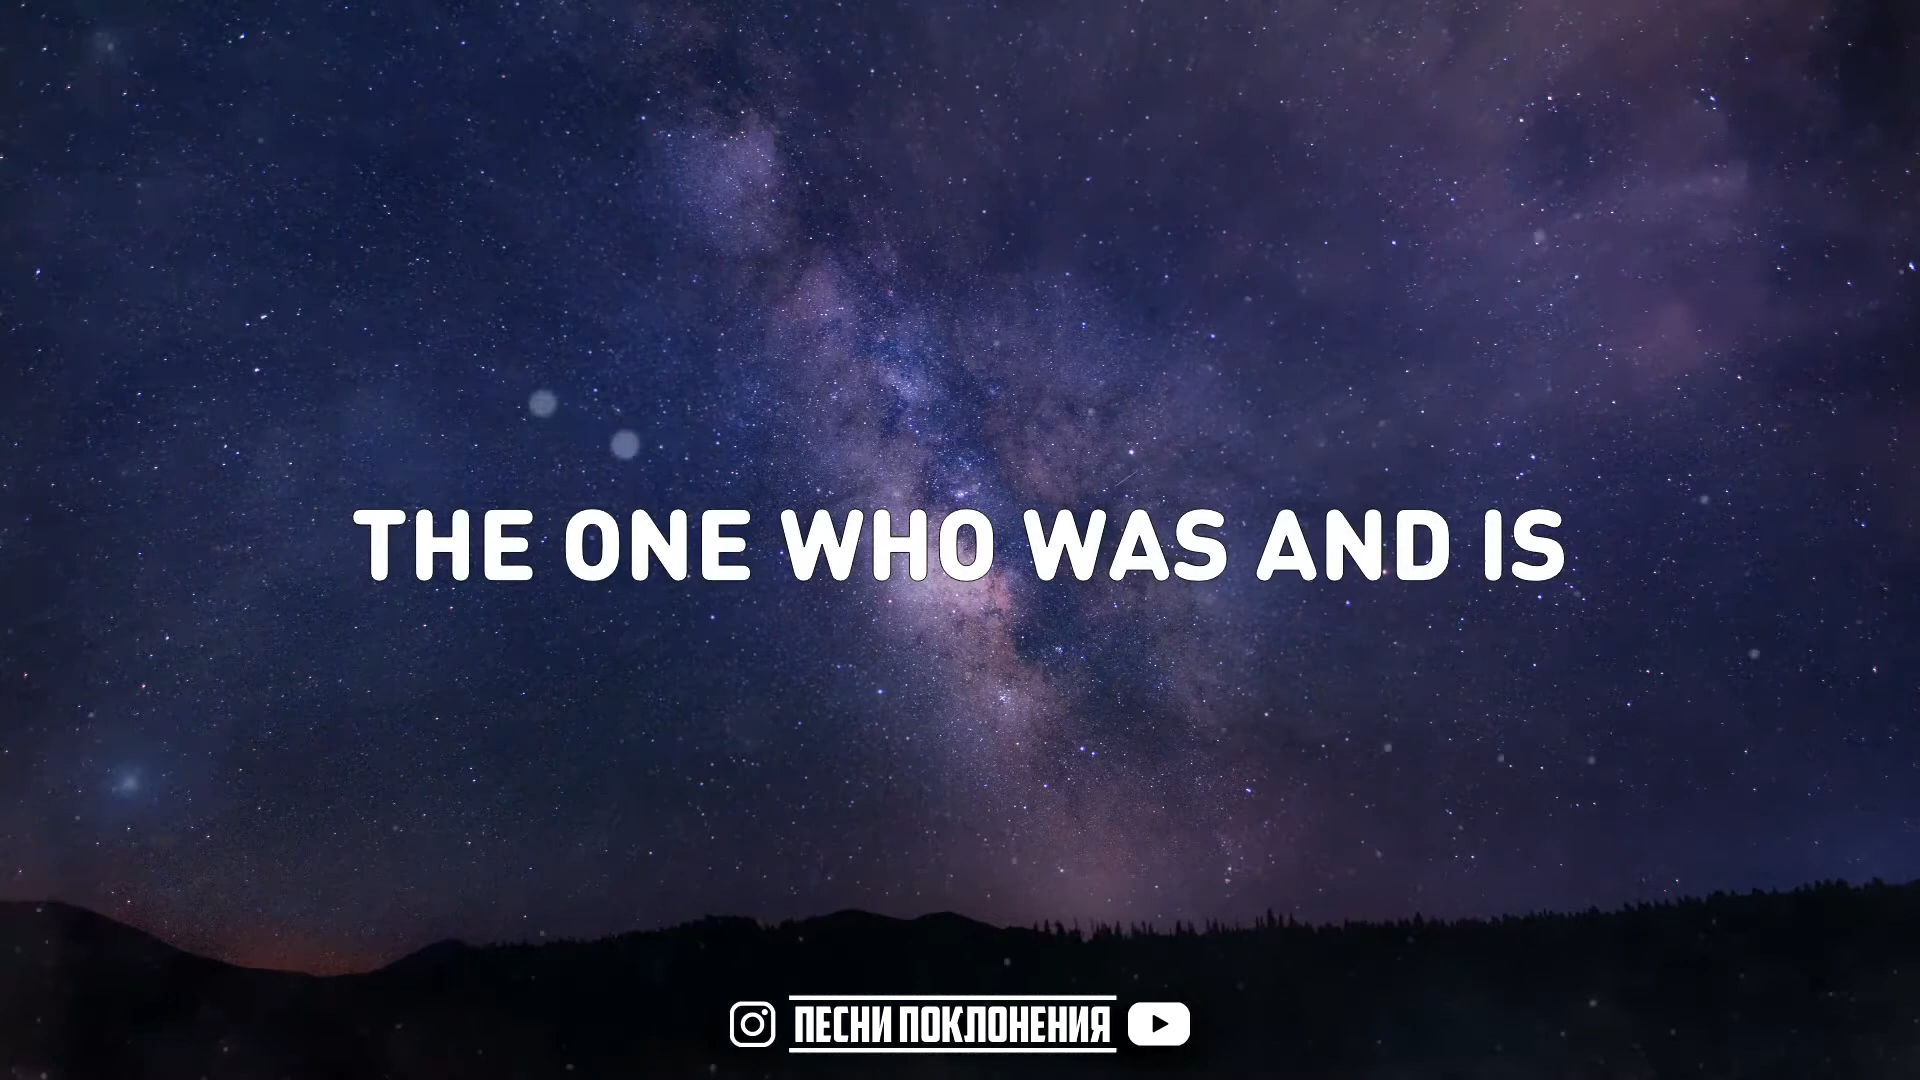 THE ONE WHO WAS AND IS
ПЕСНИ ПОКЛОНЕНИЯ